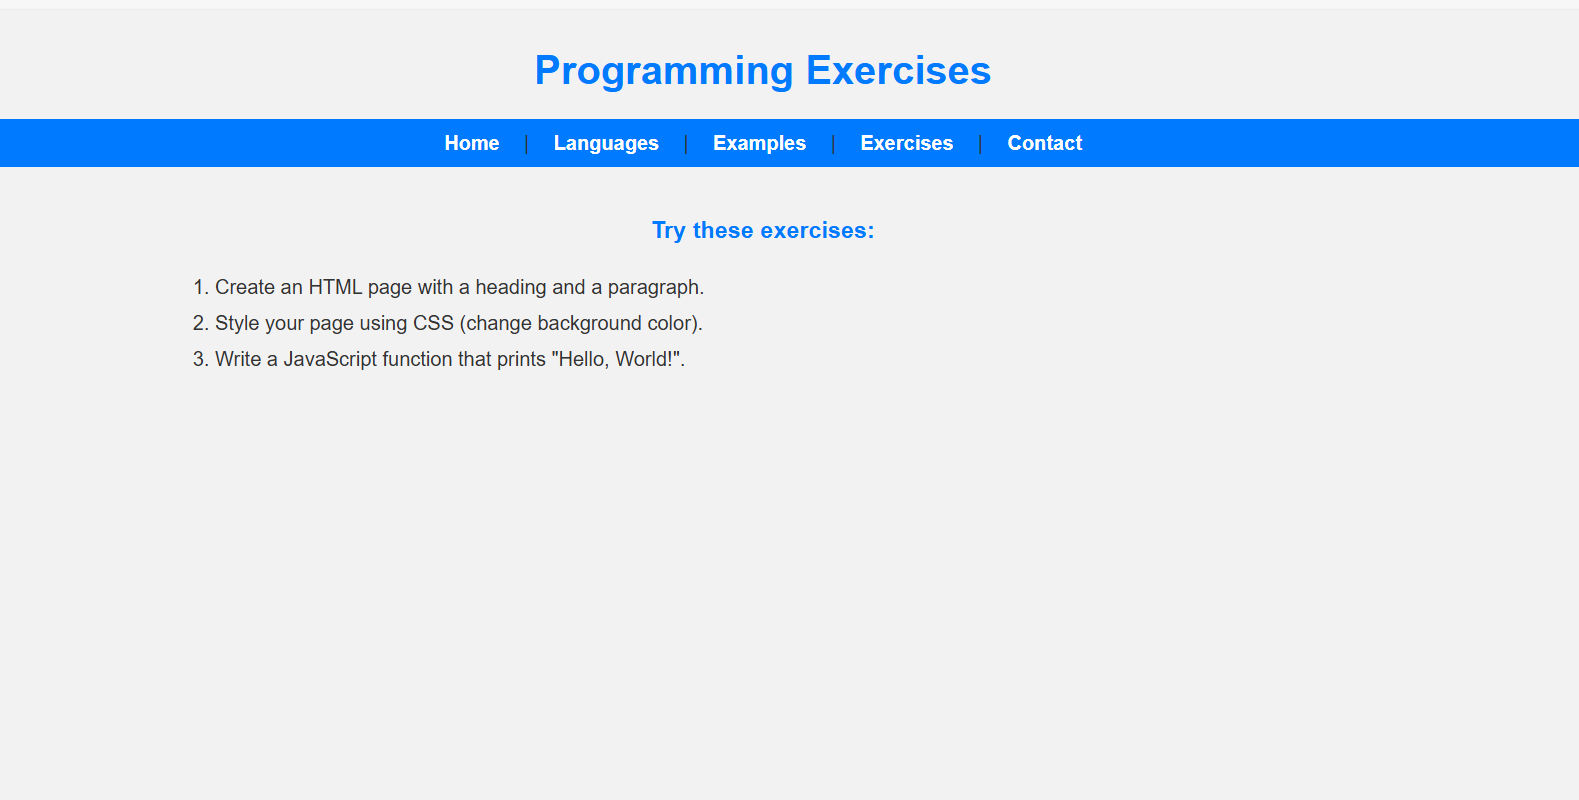 Programming Exercises
Home | Languages | Examples | Exercises | Contact
Try these exercises:
1. Create an HTML page with a heading and a paragraph.
2. Style your page using CSS (change background color).
3. Write a JavaScript function that prints "Hello, World!".